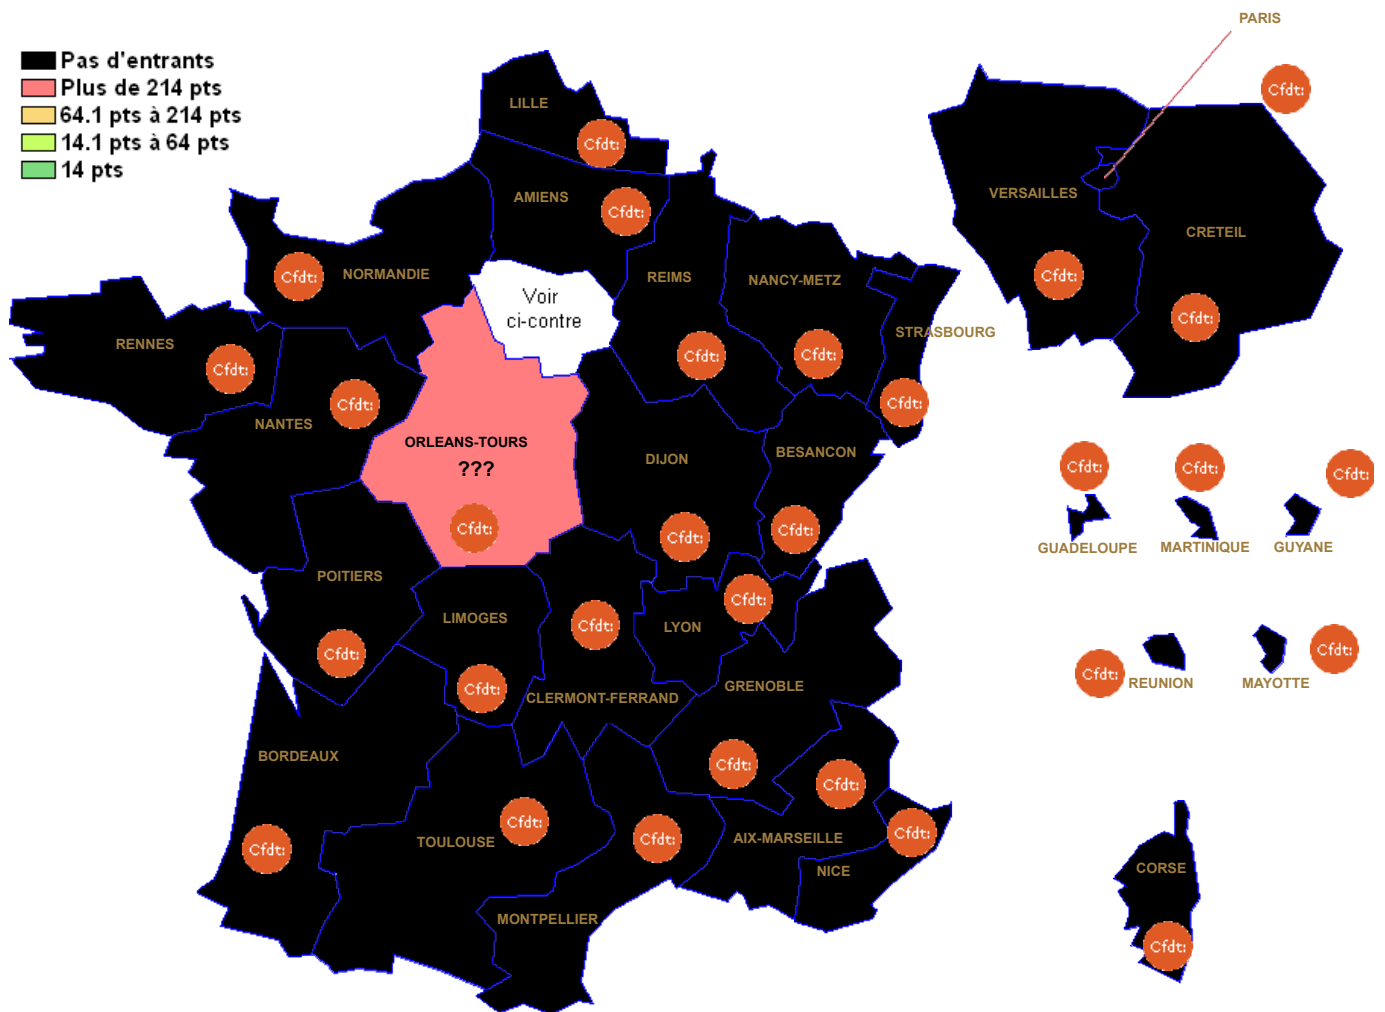 PARIS
Pas d'entrants
Plus de 214 pts
64.1 pts à 214 pts
14.1 pts à 64 pts
14 pts
Cfdt:
LILLE
Cfdt:
AMIENS
Cfdt:
VERSAILLES
CRETEIL
NORMANDIE
Cfdt:
REIMS
NANCY-METZ
Cfdt:
Voir
ci-contre
Cfdt:
STRASBOURG
RENNES
Cfdt:
Cfdt:
Cfdt:
Cfdt:
Cfdt:
NANTES
ORLEANS-TOURS
???
DIJON
BESANCON
Cfdt:
Cfdt:
Cfdt:
Cfdt:
Cfdt:
Cfdt:
Cfdt:
GUADELOUPE
MARTINIQUE
GUYANE
POITIERS
LIMOGES
Cfdt:
LYON
Cfdt:
Cfdt:
Cfdt:
Cfdt:
REUNION
MAYOTTE
Cfdt:
GRENOBLE
CLERMONT-FERRAND
BORDEAUX
Cfdt:
Cfdt:
TOULOUSE
Cfdt:
Cfdt:
AIX-MARSEILLE
Cfdt:
Cfdt:
NICE
CORSE
MONTPELLIER
Cfdt: